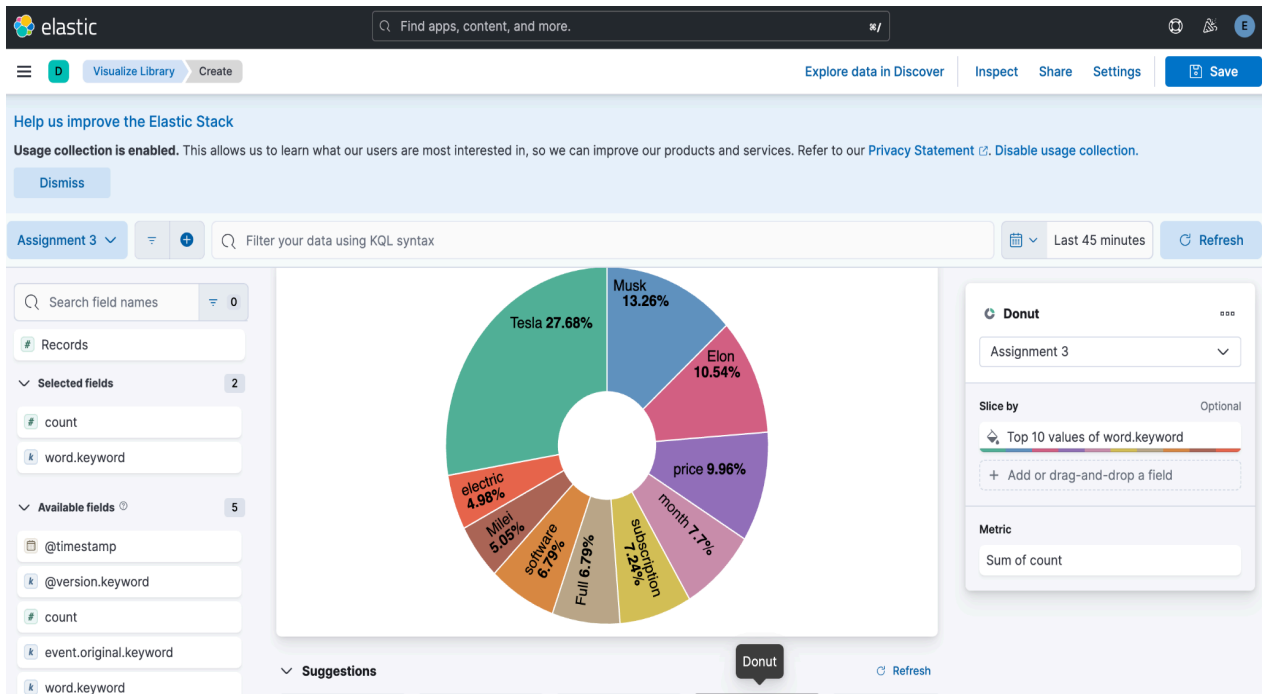 elastic
Find apps, content, and more.
⌘/
E
D
Visualize Library
Create
Explore data in Discover
Inspect
Share
Settings
Save
Help us improve the Elastic Stack
Usage collection is enabled. This allows us to learn what our users are most interested in, so we can improve our products and services. Refer to our Privacy Statement. Disable usage collection.
Dismiss
Assignment 3
Filter your data using KQL syntax
Last 45 minutes
Refresh
Search field names
0
# Records
Selected fields
2
# count
k word.keyword
Available fields
5
@timestamp
k @version.keyword
# count
k event.original.keyword
k word.keyword
Musk
13.26%
Tesla 27.68%
Elon
10.54%
price 9.96%
month 7.7%
subscription
7.24%
Full 6.79%
software
6.79%
Milei
5.05%
electric
4.98%
Suggestions
Donut
Refresh
Donut
Assignment 3
Slice by
Optional
Top 10 values of word.keyword
+ Add or drag-and-drop a field
Metric
Sum of count